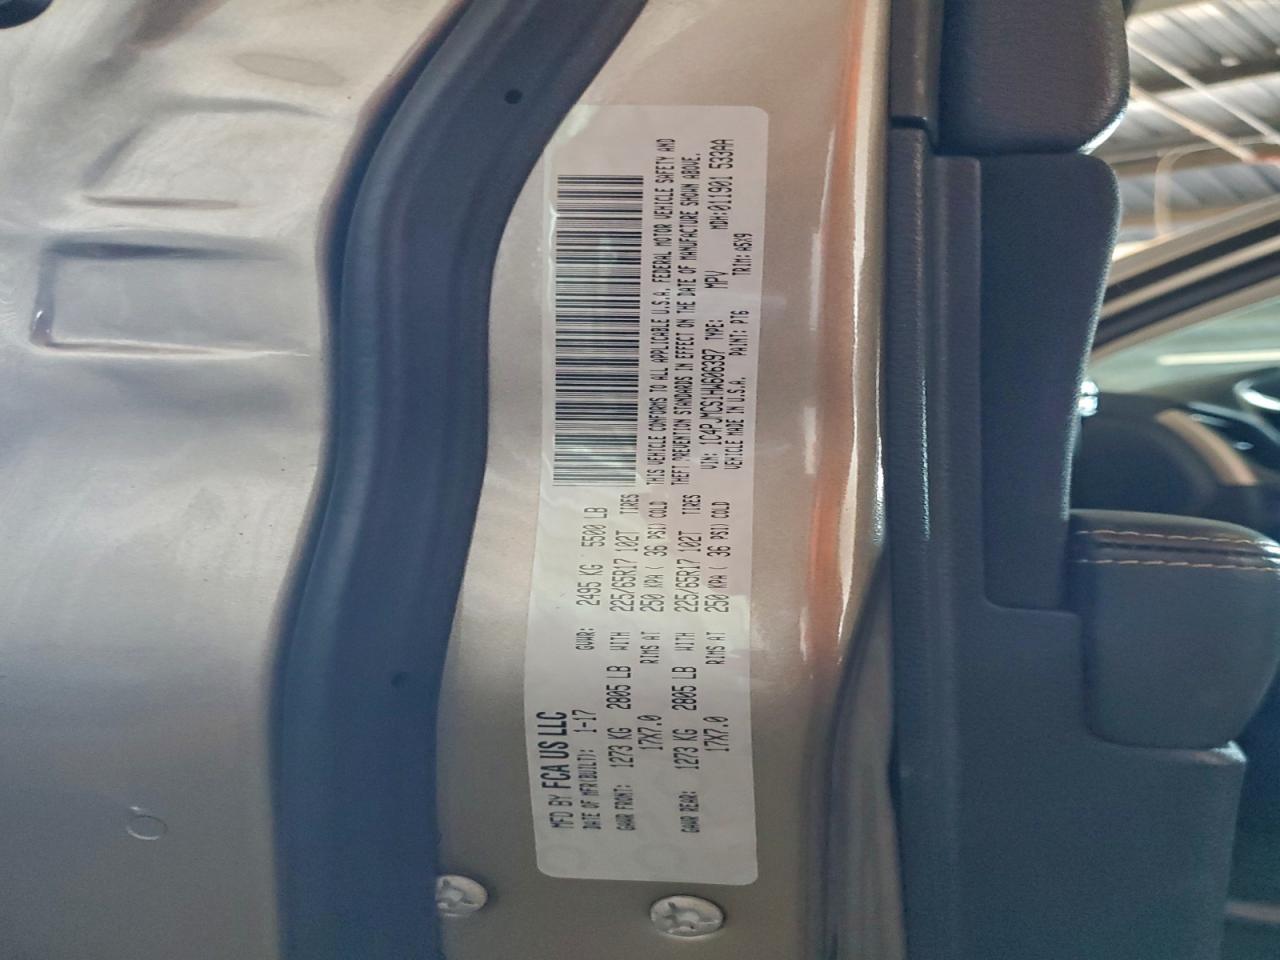 MFD BY FCA US LLC
DATE OF MFR(BUILT): 1-17 GVWR: 2495 KG 5500 LB
GAWR FRONT: 1273 KG 2805 LB WITH 225/65R17 102T TIRES
17X7.0 RIMS AT 250 KPA( 36 PSI) COLD
GAWR REAR: 1273 KG 2805 LB WITH 225/65R17 102T TIRES
17X7.0 RIMS AT 250 KPA( 36 PSI) COLD
THIS VEHICLE CONFORMS TO ALL APPLICABLE U.S.A. FEDERAL MOTOR VEHICLE SAFETY AND
THEFT PREVENTION STANDARDS IN EFFECT ON THE DATE OF MANUFACTURE SHOWN ABOVE.
VIN: 1C4PJMCS1HW606397 TYPE: MPV MDH:011901 533AA
VEHICLE MADE IN U.S.A. PAINT: PT6 TRIM: ASX9